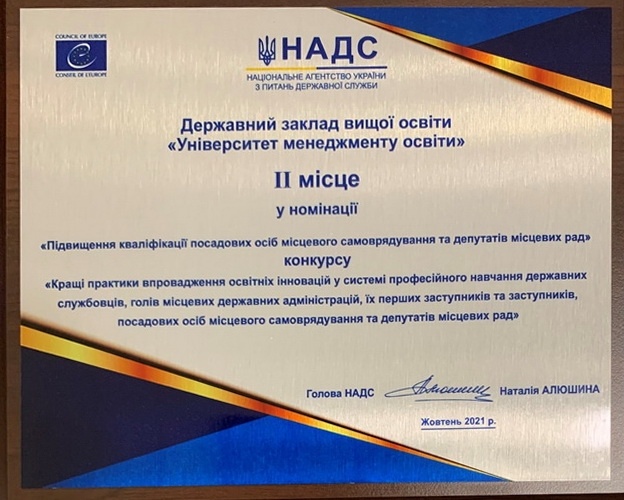 COUNCIL OF EUROPE
CONSEIL DE L'EUROPE
НАДС
НАЦІОНАЛЬНЕ АГЕНТСТВО УКРАЇНИ
З ПИТАНЬ ДЕРЖАВНОЇ СЛУЖБИ
Державний заклад вищої освіти
«Університет менеджменту освіти»
II місце
у номінації
«Підвищення кваліфікації посадових осіб місцевого самоврядування та депутатів місцевих рад»
конкурсу
«Кращі практики впровадження освітніх інновацій у системі професійного навчання державних
службовців, голів місцевих державних адміністрацій, їх перших заступників та заступників,
посадових осіб місцевого самоврядування та депутатів місцевих рад»
Голова НАДС Наталія АЛЮШИНА
Жовтень 2021 р.